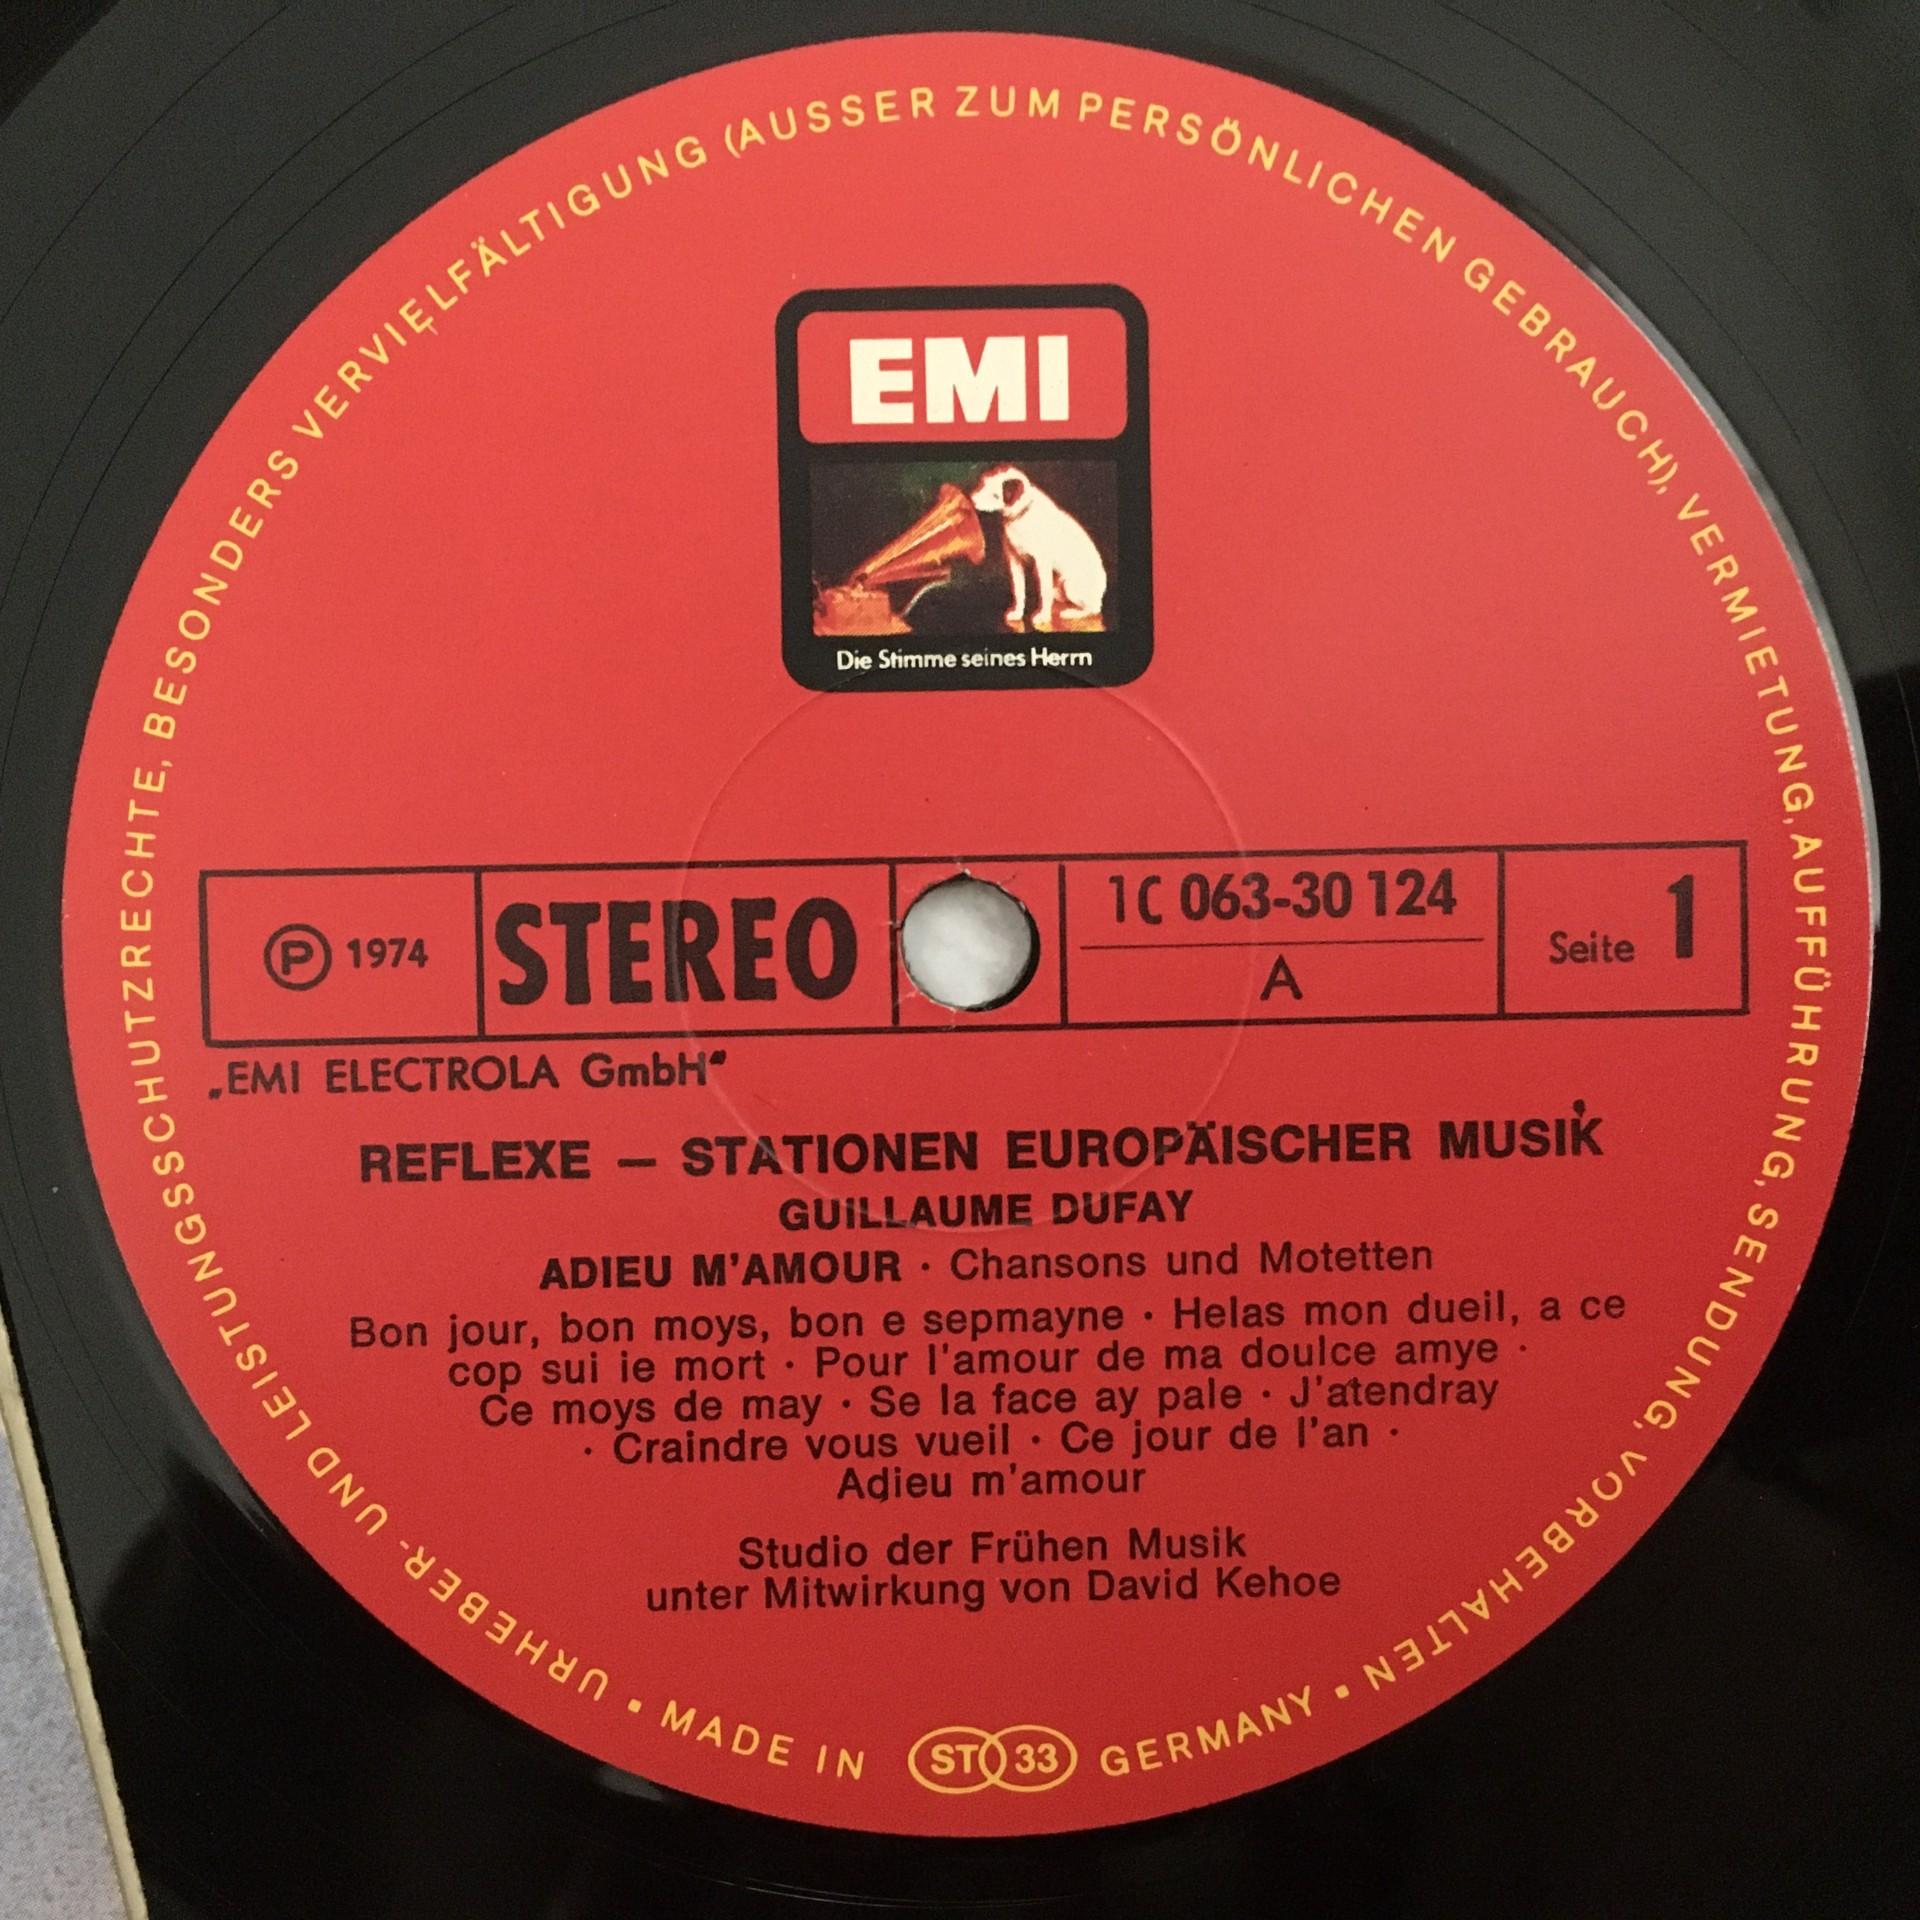 URHEBER- UND LEISTUNGSSCHUTZRECHTE, BESONDERS VERVIELFÄLTIGUNG (AUSSER ZUM PERSÖNLICHEN GEBRAUCH), VERMIETUNG, AUFFÜHRUNG, SENDUNG, VORBEHALTEN
EMI
Die Stimme seines Herrn
Ⓟ 1974
STEREO
1C 063-30 124
A
Seite 1
„EMI ELECTROLA GmbH“
REFLEXE – STATIONEN EUROPÄISCHER MUSIK
GUILLAUME DUFAY
ADIEU M'AMOUR · Chansons und Motetten
Bon jour, bon moys, bon e sepmayne · Helas mon dueil, a ce
cop sui ie mort · Pour l'amour de ma doulce amye ·
Ce moys de may · Se la face ay pale · J'atendray
· Craindre vous vueil · Ce jour de l'an ·
Adieu m'amour
Studio der Frühen Musik
unter Mitwirkung von David Kehoe
• MADE IN ST 33 GERMANY •